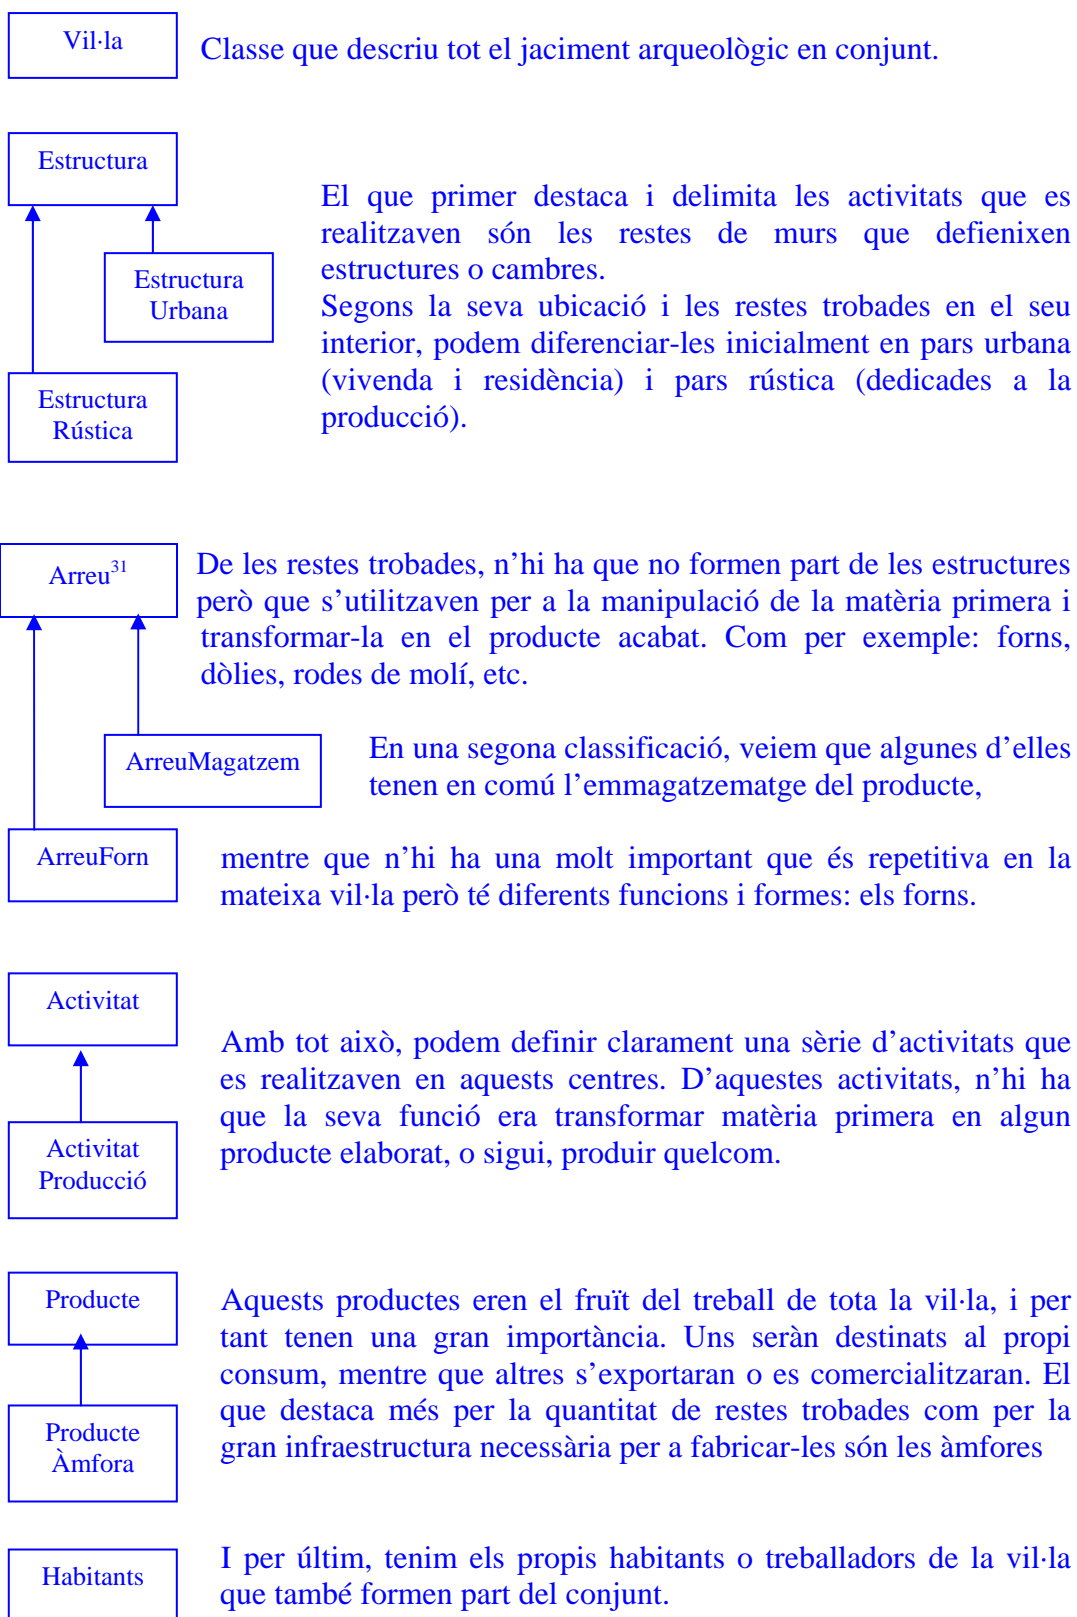 Vil·la
Classe que descriu tot el jaciment arqueològic en conjunt.
Estructura
Estructura
Urbana
Estructura
Rústica
El que primer destaca i delimita les activitats que es
realitzaven són les restes de murs que defienixen
estructures o cambres.
Segons la seva ubicació i les restes trobades en el seu
interior, podem diferenciar-les inicialment en pars urbana
(vivenda i residència) i pars rústica (dedicades a la
producció).
Arreu31
De les restes trobades, n’hi ha que no formen part de les estructures
però que s’utilitzaven per a la manipulació de la matèria primera i
transformar-la en el producte acabat. Com per exemple: forns,
dòlies, rodes de molí, etc.
ArreuMagatzem
En una segona classificació, veiem que algunes d’elles
tenen en comú l’emmagatzematge del producte,
ArreuForn
mentre que n’hi ha una molt important que és repetitiva en la
mateixa vil·la però té diferents funcions i formes: els forns.
Activitat
Activitat
Producció
Amb tot això, podem definir clarament una sèrie d’activitats que
es realitzaven en aquests centres. D’aquestes activitats, n’hi ha
que la seva funció era transformar matèria primera en algun
producte elaborat, o sigui, produir quelcom.
Producte
Producte
Àmfora
Aquests productes eren el fruït del treball de tota la vil·la, i per
tant tenen una gran importància. Uns seràn destinats al propi
consum, mentre que altres s’exportaran o es comercialitzaran. El
que destaca més per la quantitat de restes trobades com per la
gran infraestructura necessària per a fabricar-les són les àmfores
Habitants
I per últim, tenim els propis habitants o treballadors de la vil·la
que també formen part del conjunt.